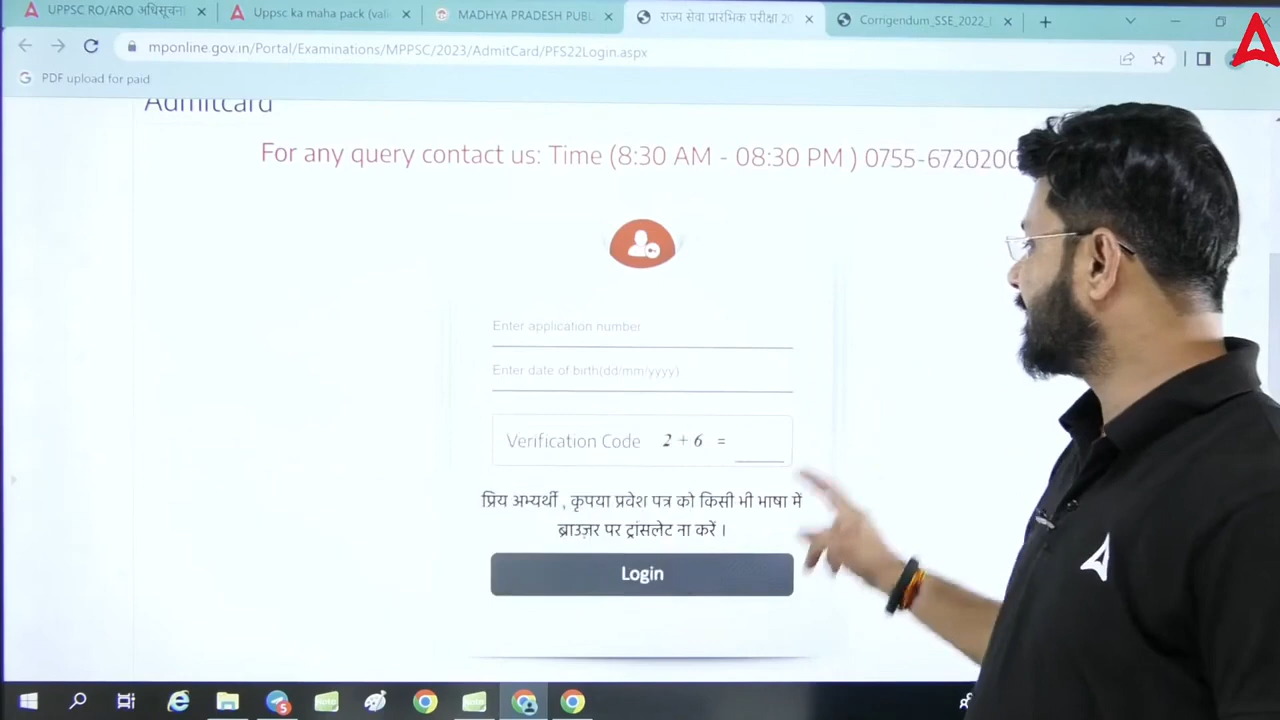 UPPSC RO/ARO अधिसूचना
Uppsc ka maha pack (vali
MADHYA PRADESH PUBL
राज्य सेवा प्रारंभिक परीक्षा 20
Corrigendum_SSE_2022_
mponline.gov.in/Portal/Examinations/MPPSC/2023/AdmitCard/PFS22Login.aspx
PDF upload for paid
Admitcard
For any query contact us: Time (8:30 AM - 08:30 PM ) 0755-6720200
Enter application number
Enter date of birth(dd/mm/yyyy)
Verification Code 2 + 6 =
प्रिय अभ्यर्थी , कृपया प्रवेश पत्र को किसी भी भाषा में
ब्राउज़र पर ट्रांसलेट ना करें ।
Login